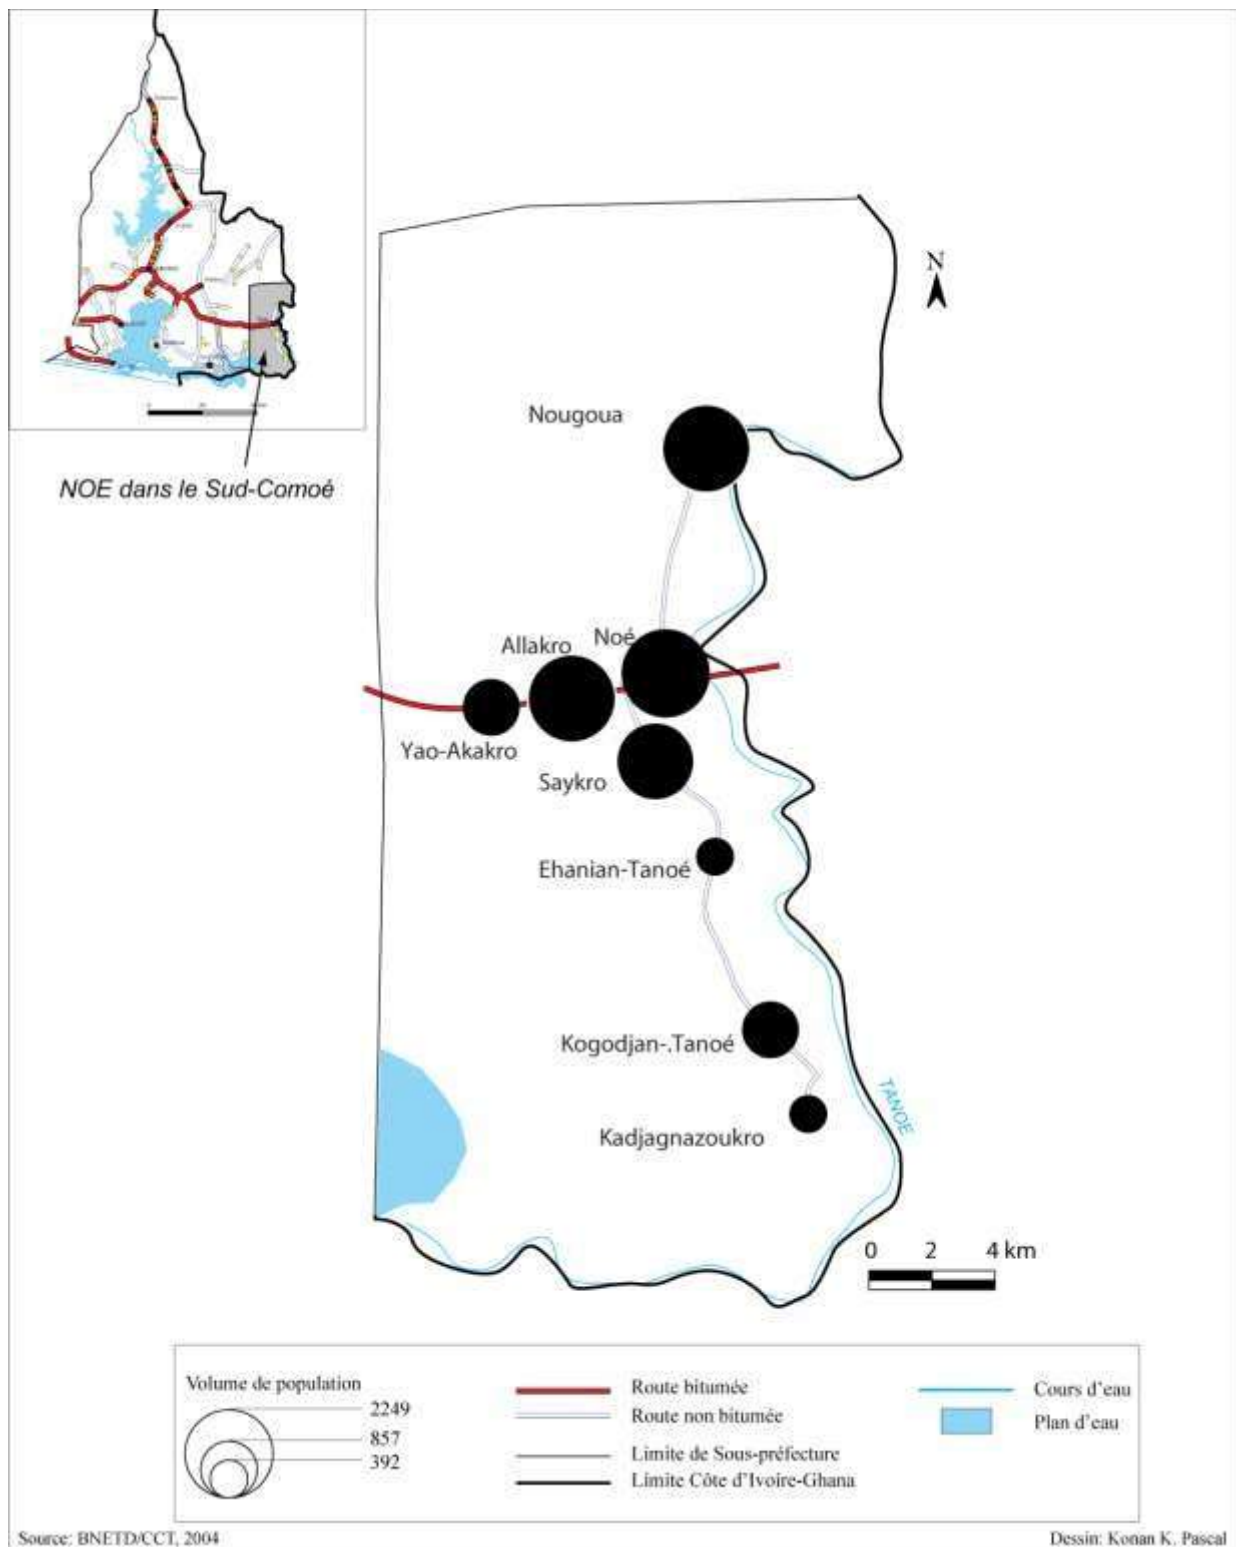 NOE dans le Sud-Comoé
N
Nougoua
Noé
Allakro
Yao-Akakro
Saykro
Ehanian-Tanoé
Kogodjan-.Tanoé
TANOE
Kadjagnazoukro
0 2 4 km
Volume de population
2249
857
392
Route bitumée
Route non bitumée
Limite de Sous-préfecture
Limite Côte d'Ivoire-Ghana
Cours d'eau
Plan d'eau
Source: BNETD/CCT, 2004
Dessin: Konan K. Pascal